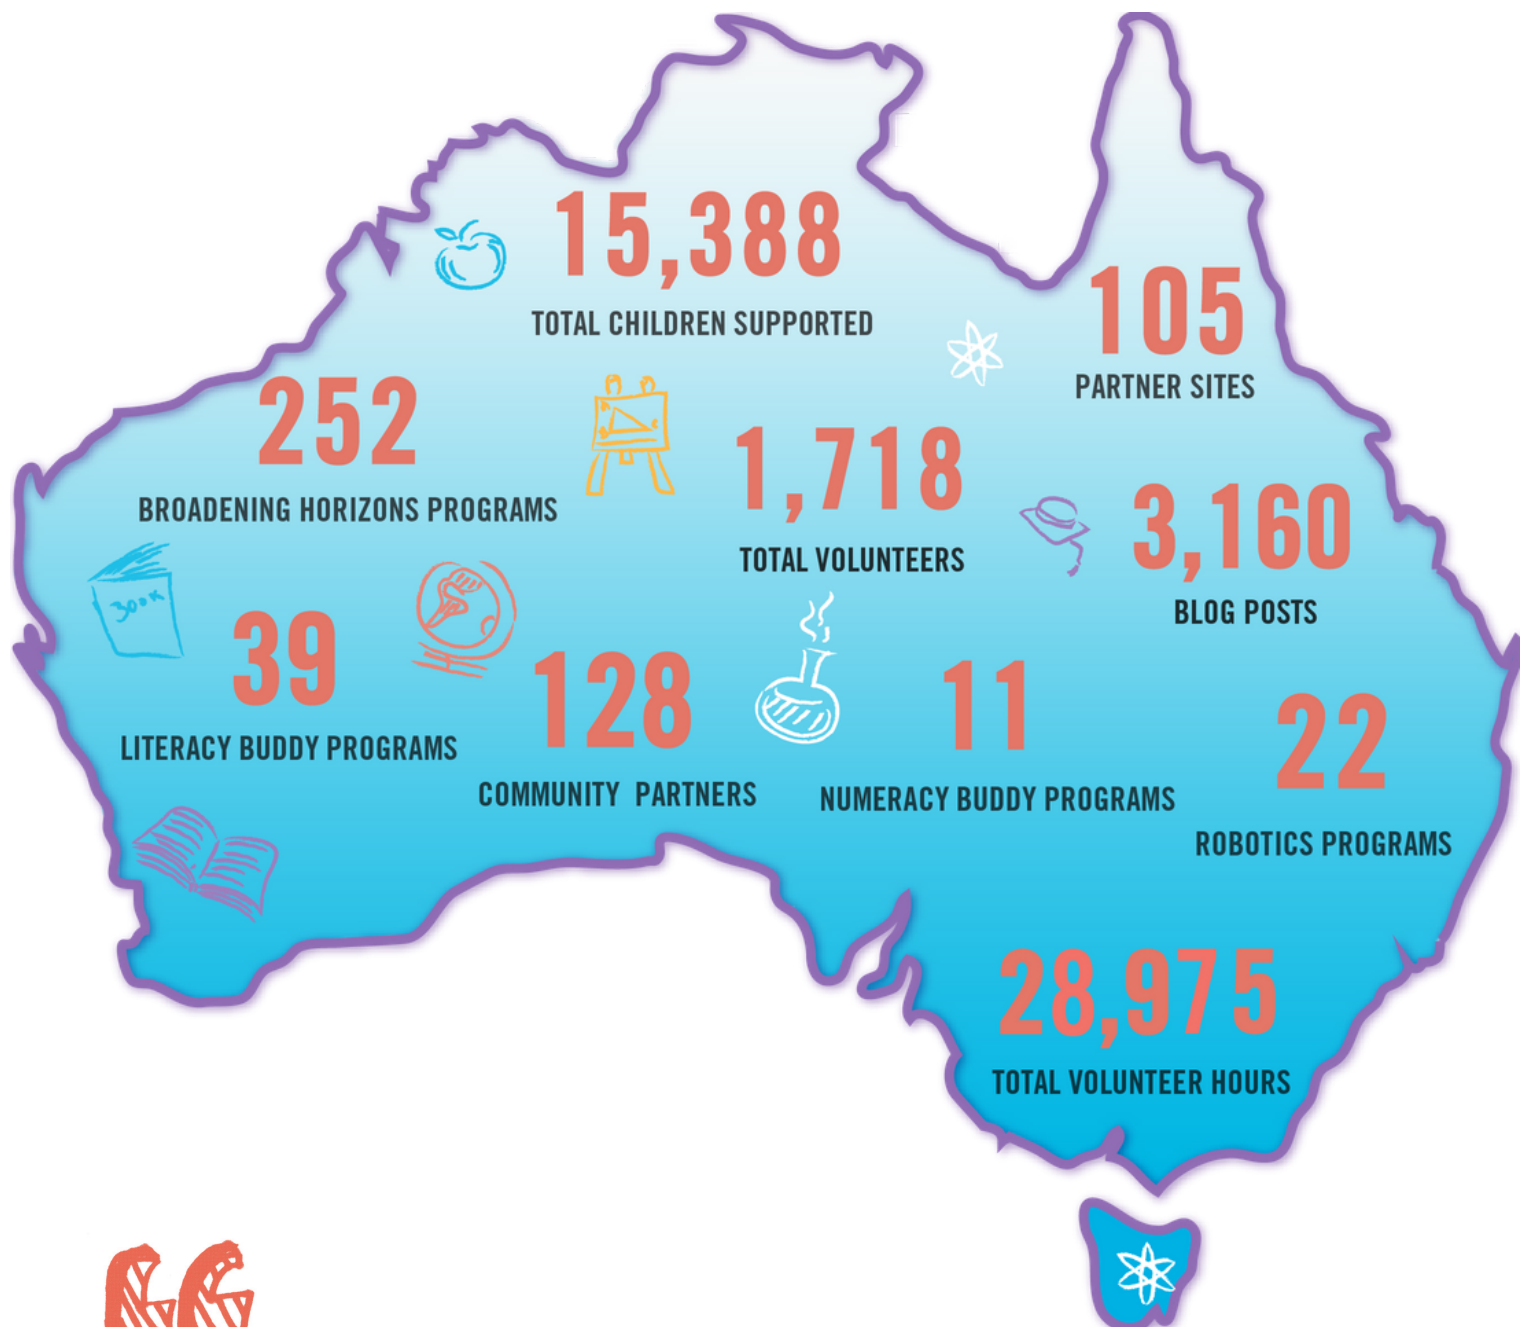 15,388
TOTAL CHILDREN SUPPORTED
105
PARTNER SITES
252
BROADENING HORIZONS PROGRAMS
1,718
TOTAL VOLUNTEERS
3,160
BLOG POSTS
BOOK
39
LITERACY BUDDY PROGRAMS
128
COMMUNITY PARTNERS
11
NUMERACY BUDDY PROGRAMS
22
ROBOTICS PROGRAMS
28,975
TOTAL VOLUNTEER HOURS